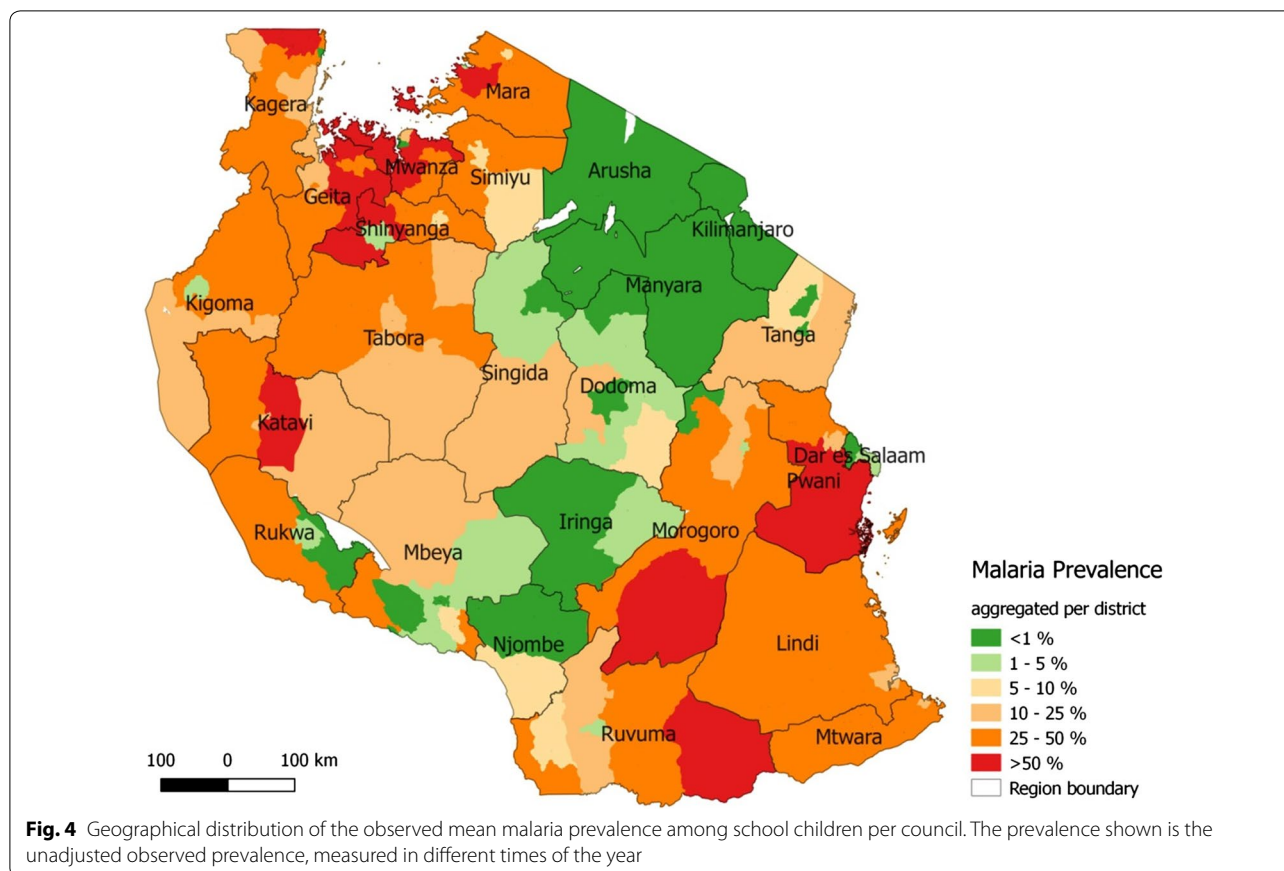 Kagera
Mara
Mwanza
Simiyu
Arusha
Geita
Shinyanga
Kilimanjaro
Manyara
Kigoma
Tabora
Tanga
Singida
Dodoma
Katavi
Dar es Salaam
Pwani
Rukwa
Iringa
Morogoro
Mbeya
Njombe
Lindi
Ruvuma
Mtwara
Malaria Prevalence
aggregated per district
<1 %
1 - 5 %
5 - 10 %
10 - 25 %
25 - 50 %
>50 %
Region boundary
100 0 100 km
Fig. 4 Geographical distribution of the observed mean malaria prevalence among school children per council. The prevalence shown is the
unadjusted observed prevalence, measured in different times of the year